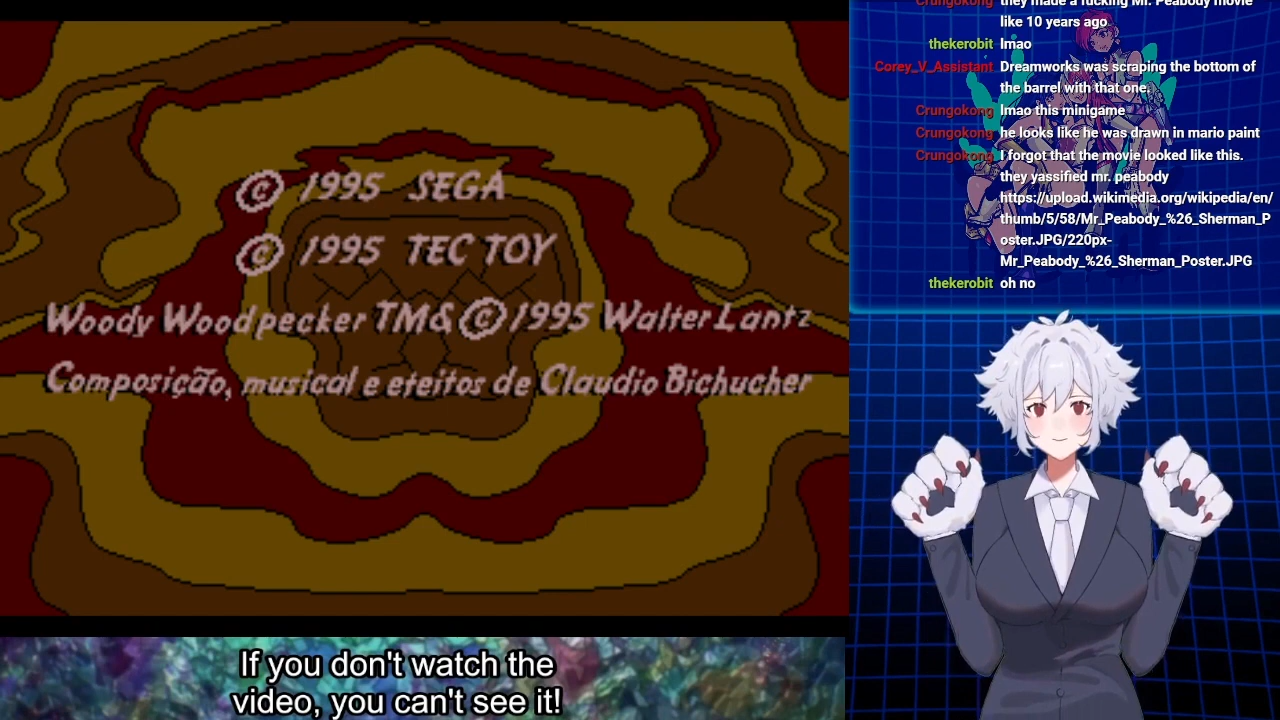 © 1995 SEGA
© 1995 TEC TOY
Woody Woodpecker TM& © 1995 Walter Lantz
Composição, musical e efeitos de Claudio Bichucher
If you don't watch the
video, you can't see it!
Crungokong they made a fucking Mr. Peabody movie
like 10 years ago
thekerobit lmao
Corey_V_Assistant Dreamworks was scraping the bottom of
the barrel with that one.
Crungokong lmao this minigame
Crungokong he looks like he was drawn in mario paint
Crungokong I forgot that the movie looked like this.
they yassified mr. peabody
https://upload.wikimedia.org/wikipedia/en/
thumb/5/58/Mr_Peabody_%26_Sherman_P
oster.JPG/220px-
Mr_Peabody_%26_Sherman_Poster.JPG
thekerobit oh no